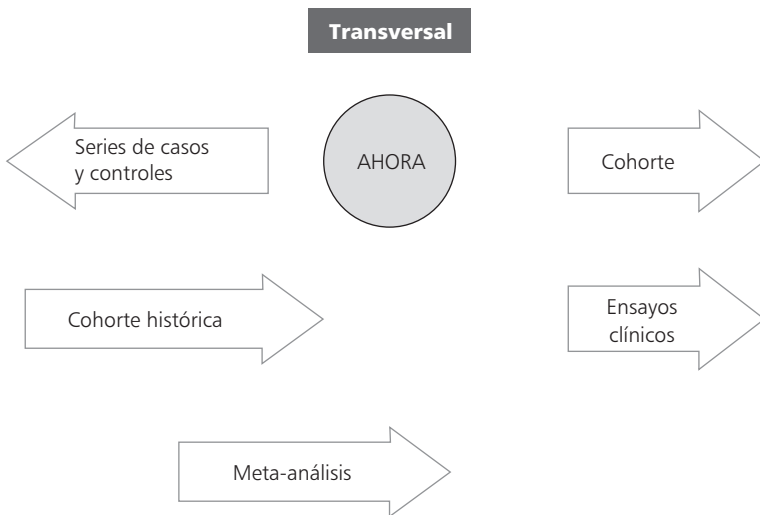 Transversal
Series de casos
y controles
AHORA
Cohorte
Cohorte histórica
Ensayos
clínicos
Meta-análisis